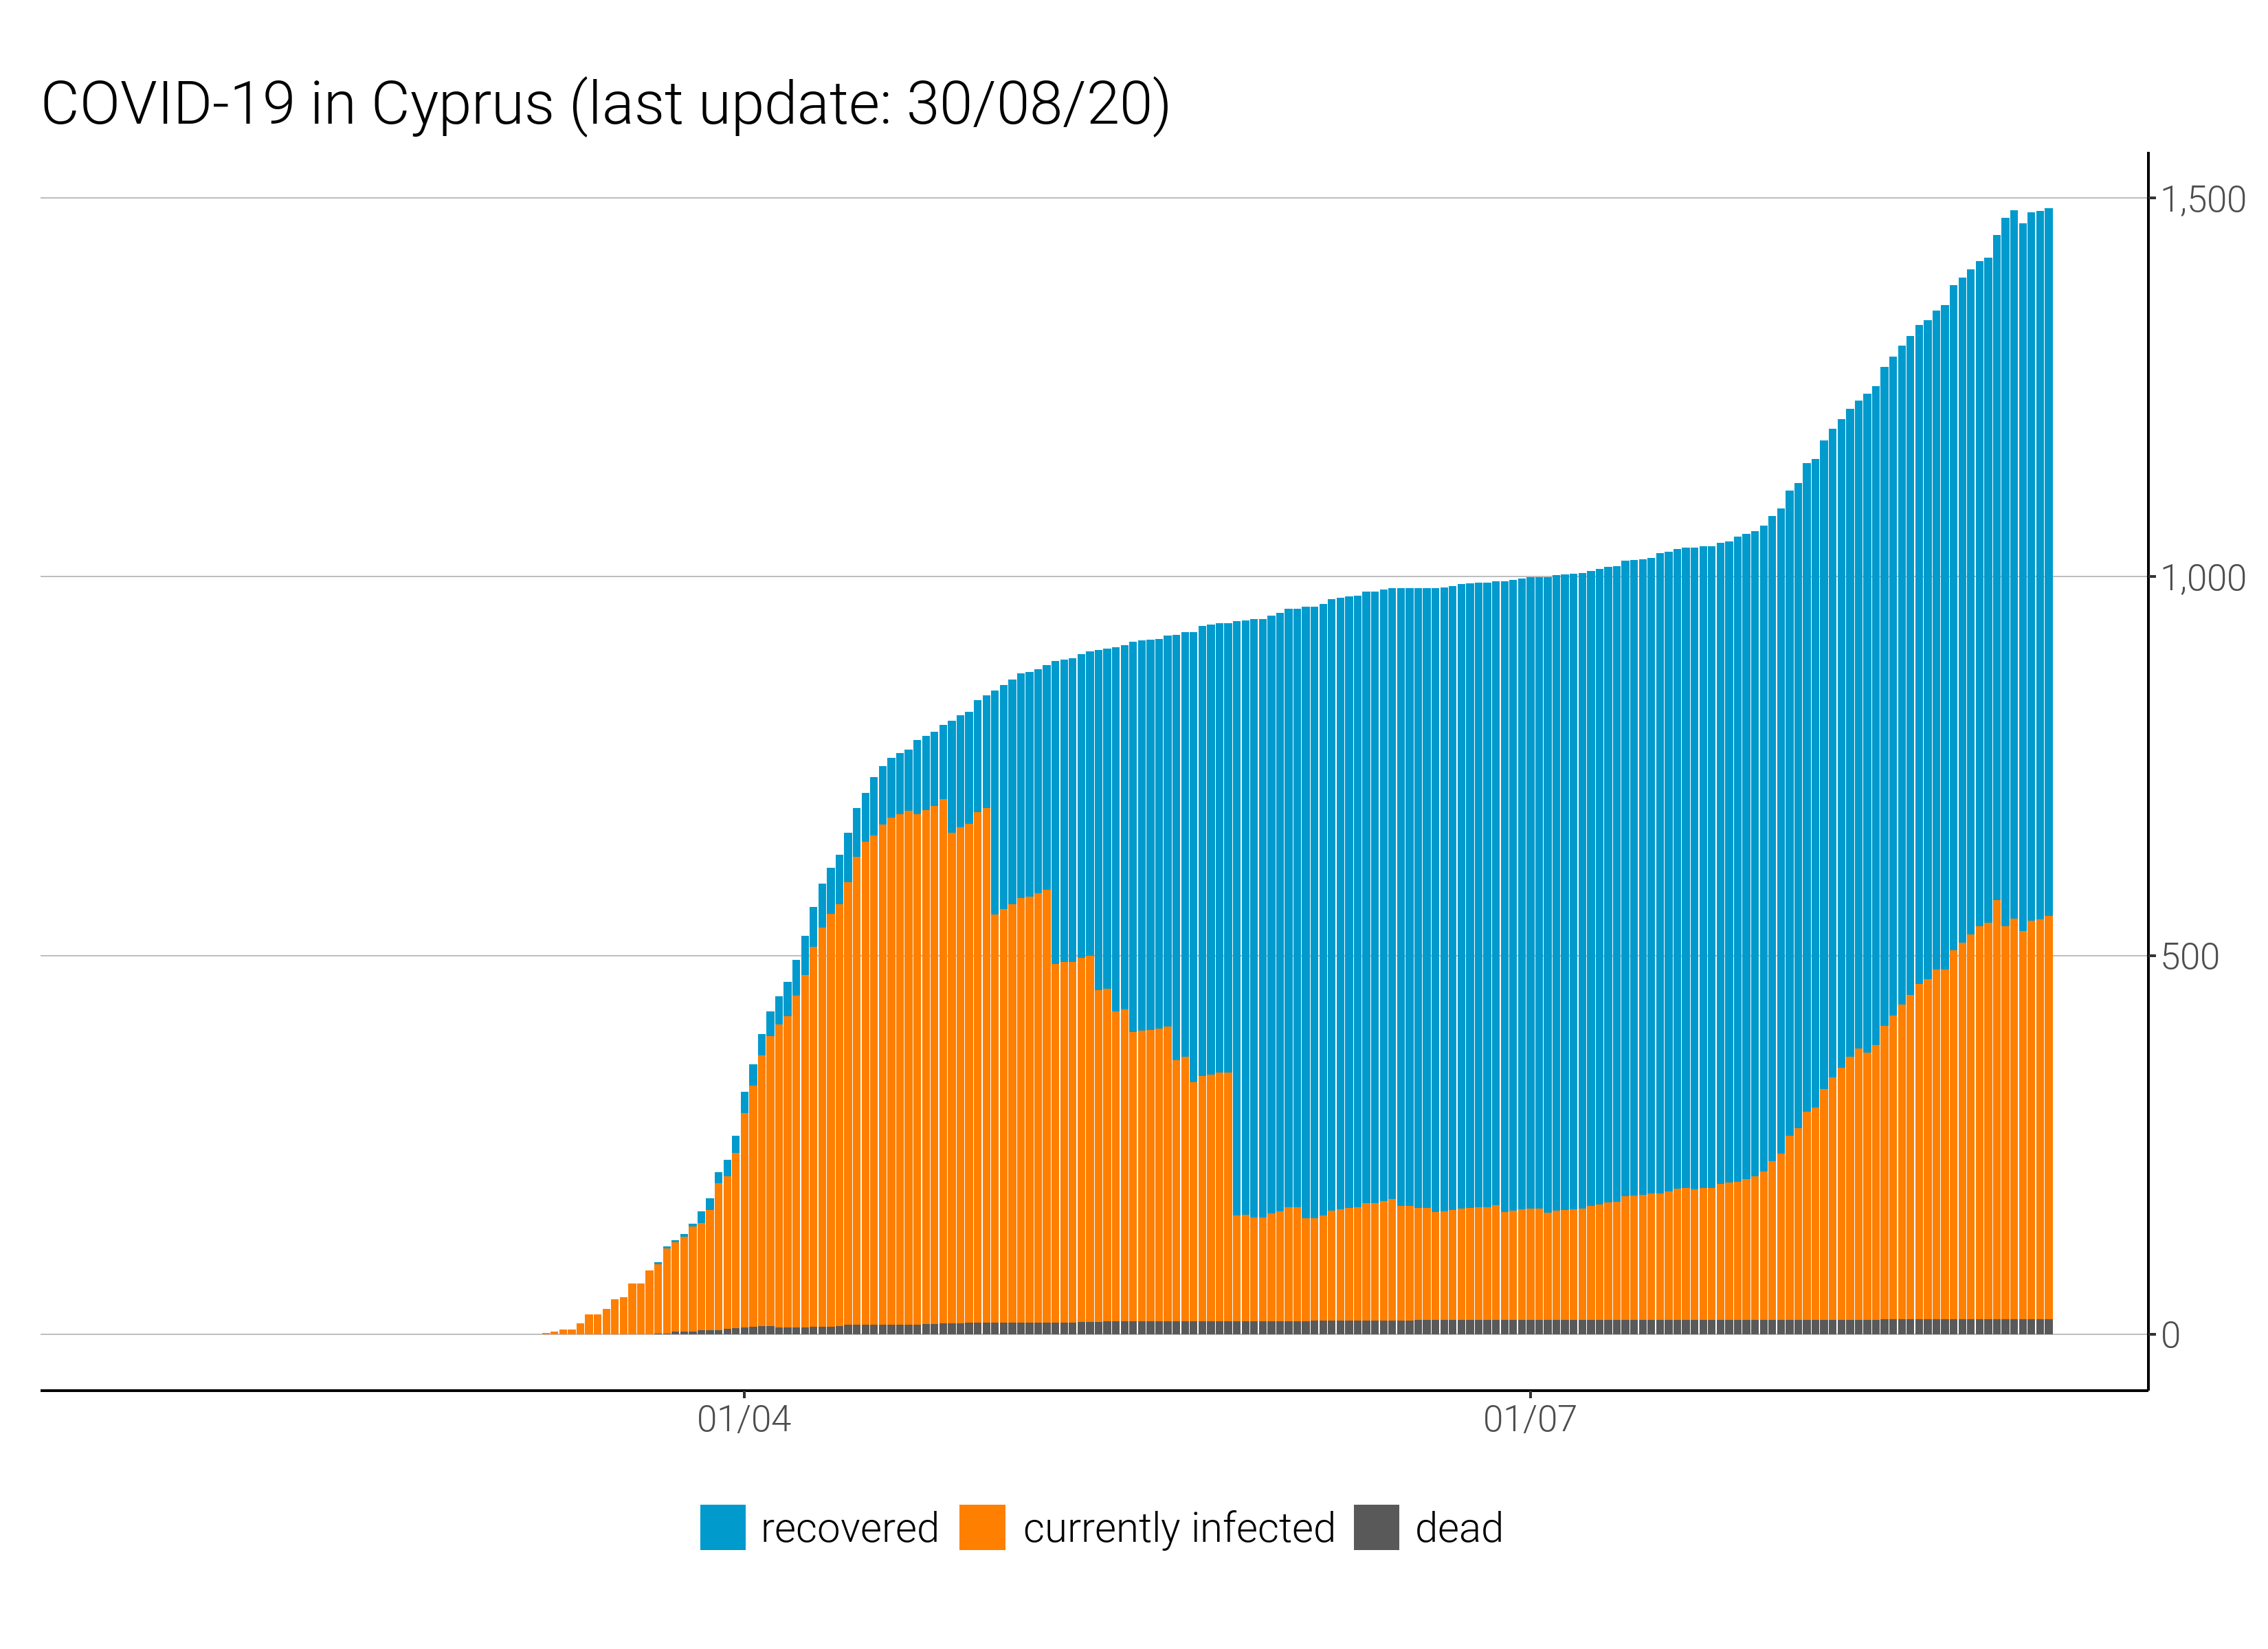 COVID-19 in Cyprus (last update: 30/08/20)
1,500
1,000
500
0
01/04 01/07
recovered currently infected dead